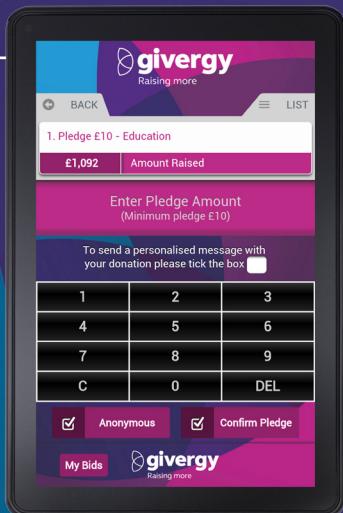 givergy
Raising more
BACK
LIST
1. Pledge £10 - Education
£1,092 Amount Raised
Enter Pledge Amount
(Minimum pledge £10)
To send a personalised message with
your donation please tick the box
1 2 3
4 5 6
7 8 9
C 0 DEL
Anonymous Confirm Pledge
My Bids
givergy
Raising more